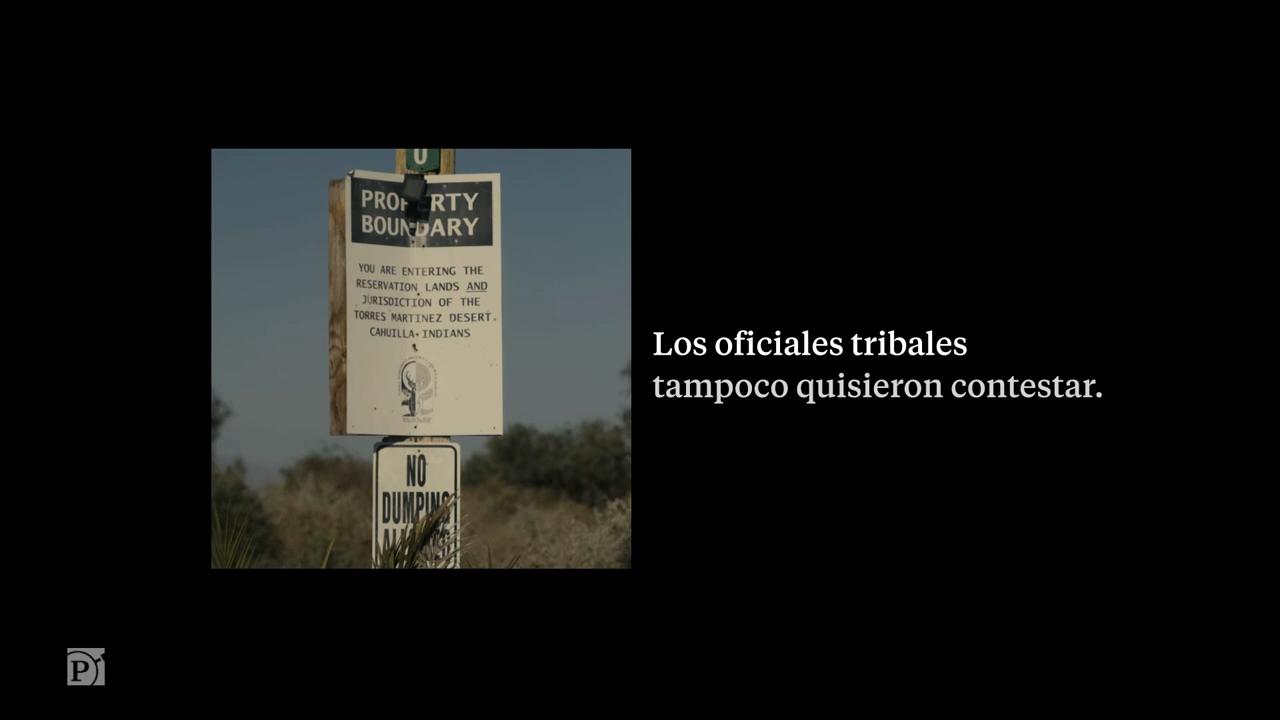 PROPERTY
BOUNDARY
YOU ARE ENTERING THE
RESERVATION LANDS AND
JURISDICTION OF THE
TORRES MARTINEZ DESERT.
CAHUILLA-INDIANS
NO
DUMPING
Los oficiales tribales
tampoco quisieron contestar.
P